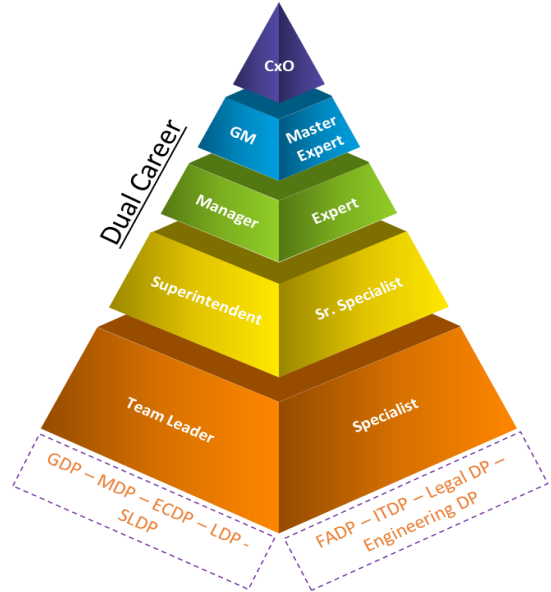 CxO
GM
Master
Expert
Dual Career
Manager
Expert
Superintendent
Sr. Specialist
Team Leader
Specialist
GDP – MDP – ECDP – LDP -
SLDP
FADP – ITDP – Legal DP –
Engineering DP